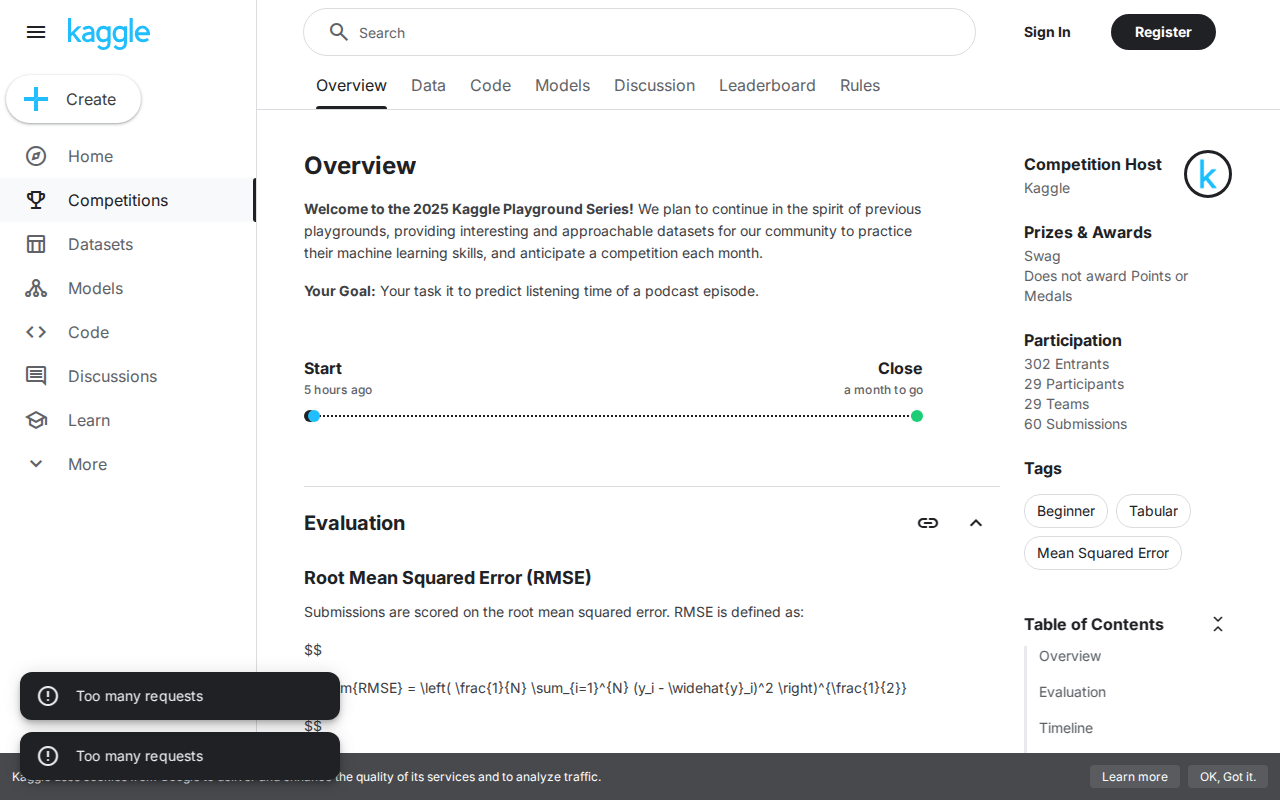 kaggle
Search
Sign In
Register
Create
Home
Competitions
Datasets
Models
Code
Discussions
Learn
More
Overview
Data
Code
Models
Discussion
Leaderboard
Rules
Overview
Welcome to the 2025 Kaggle Playground Series! We plan to continue in the spirit of previous
playgrounds, providing interesting and approachable datasets for our community to practice
their machine learning skills, and anticipate a competition each month.
Your Goal: Your task it to predict listening time of a podcast episode.
Start
5 hours ago
Close
a month to go
Evaluation
Root Mean Squared Error (RMSE)
Submissions are scored on the root mean squared error. RMSE is defined as:
$$
m{RMSE} = \left( \frac{1}{N} \sum_{i=1}^{N} (y_i - \widehat{y}_i)^2 \right)^{\frac{1}{2}}
$$
Competition Host
Kaggle
k
Prizes & Awards
Swag
Does not award Points or
Medals
Participation
302 Entrants
29 Participants
29 Teams
60 Submissions
Tags
Beginner
Tabular
Mean Squared Error
Table of Contents
Overview
Evaluation
Timeline
Too many requests
Too many requests
the quality of its services and to analyze traffic.
Learn more
OK, Got it.